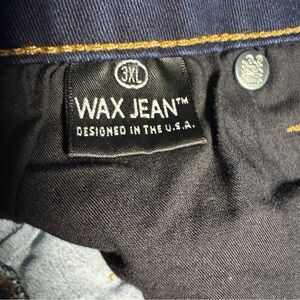 3XL
WAX JEAN™
DESIGNED IN THE U.S.A.